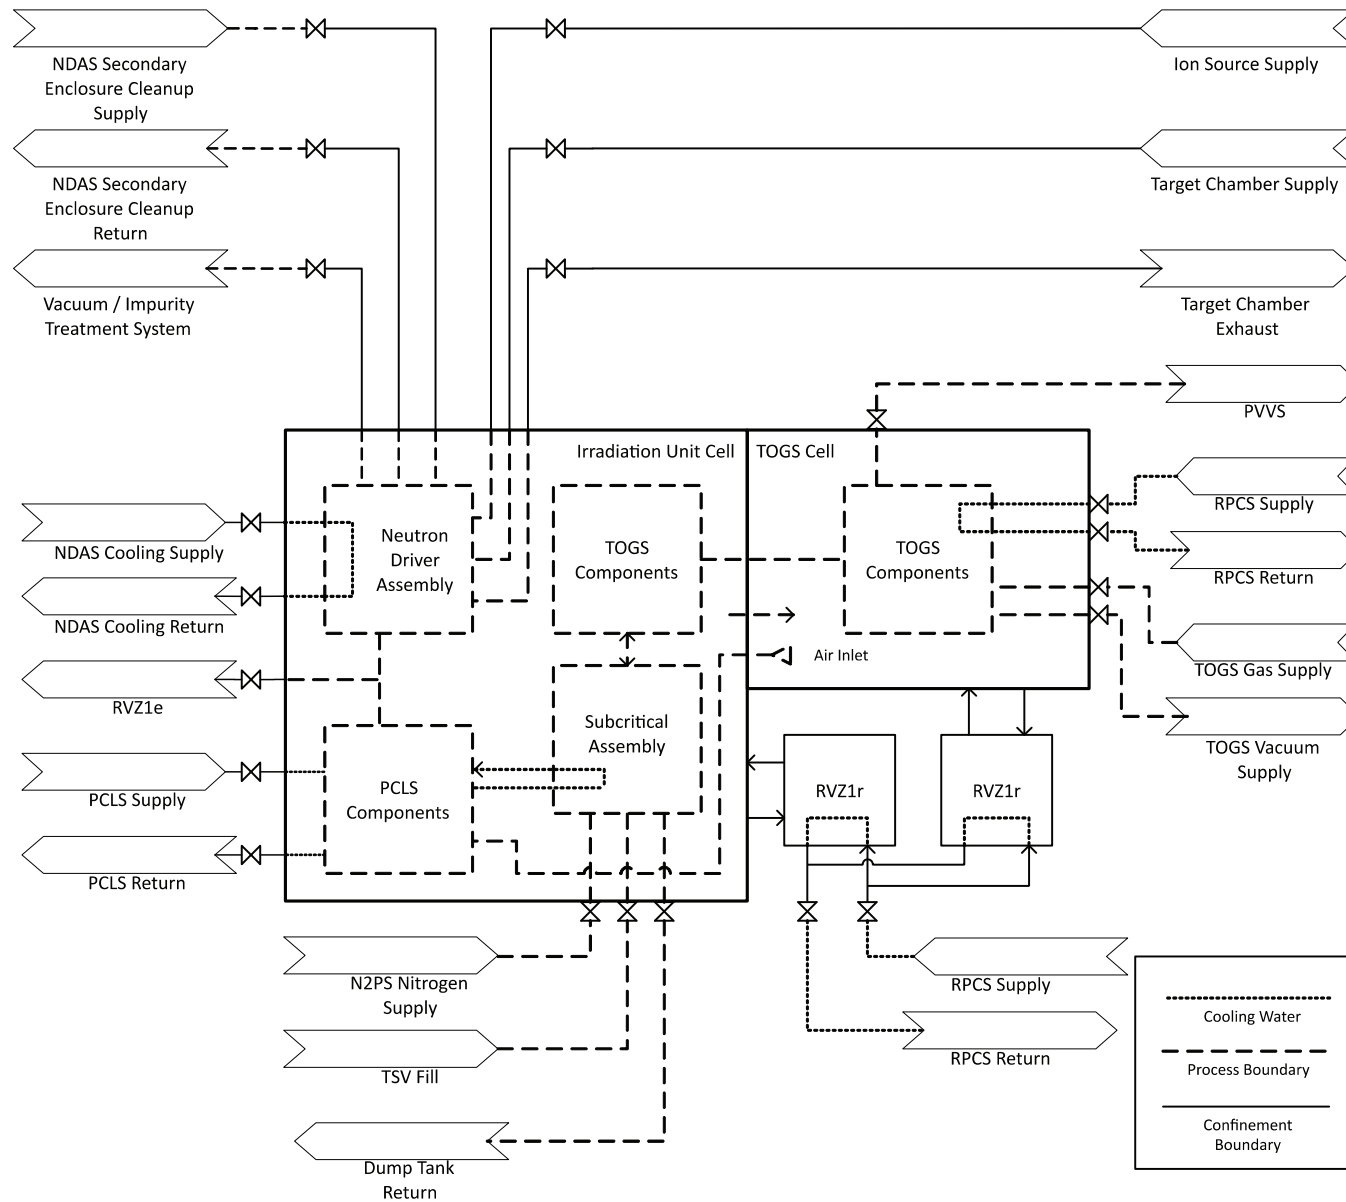 NDAS Secondary
Enclosure Cleanup
Supply
Ion Source Supply
NDAS Secondary
Enclosure Cleanup
Return
Target Chamber Supply
Vacuum / Impurity
Treatment System
Target Chamber
Exhaust
PVVS
Irradiation Unit Cell
TOGS Cell
RPCS Supply
NDAS Cooling Supply
Neutron
Driver
Assembly
TOGS
Components
TOGS
Components
RPCS Return
NDAS Cooling Return
Air Inlet
TOGS Gas Supply
RVZ1e
Subcritical
Assembly
TOGS Vacuum
Supply
PCLS Supply
PCLS
Components
RVZ1r
RVZ1r
PCLS Return
N2PS Nitrogen
Supply
RPCS Supply
TSV Fill
RPCS Return
Dump Tank
Return
Cooling Water
Process Boundary
Confinement
Boundary